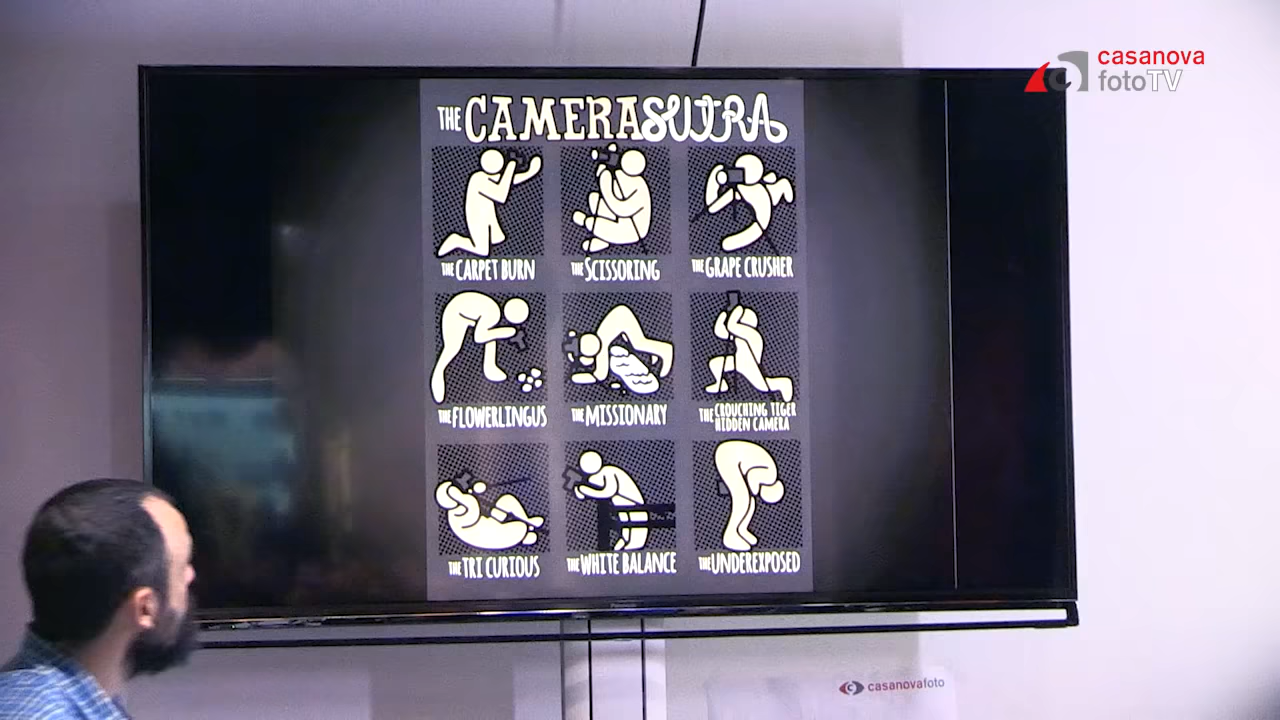 casanova
fotoTV
THE CAMERASUTRA
THE CARPET BURN
THE SCISSORING
THE GRAPE CRUSHER
THE FLOWERLINGUS
THE MISSIONARY
THE CROUCHING TIGER
HIDDEN CAMERA
THE TRI CURIOUS
THE WHITE BALANCE
THE UNDEREXPOSED
casanovafoto